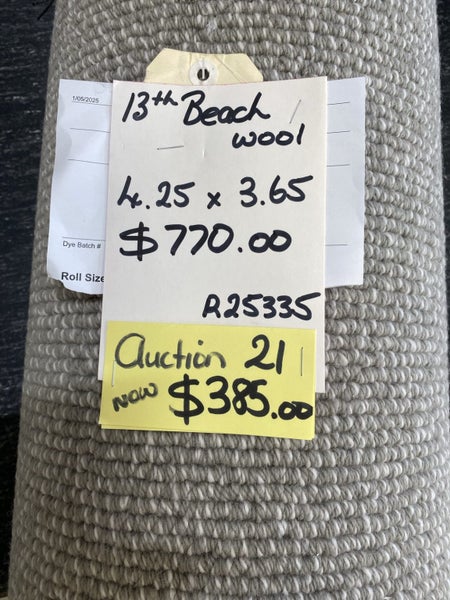 1/05/2025
13th Beach
wool
4.25 x 3.65
$770.00
Dye Batch #
Roll Size
R25335
Auction 21
NOW $385.00